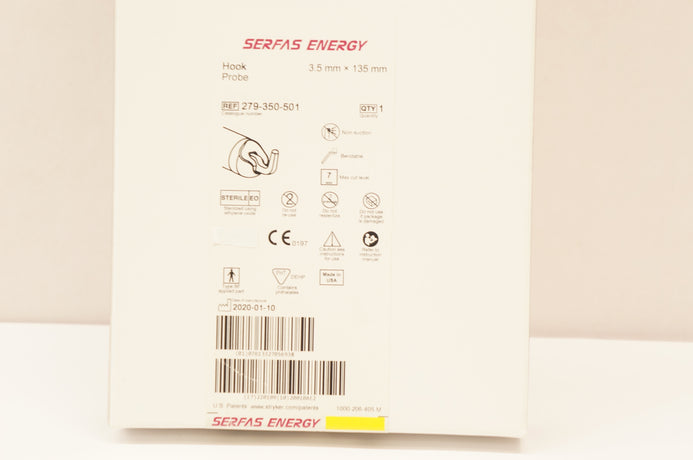 SERFAS ENERGY
Hook 3.5 mm × 135 mm
Probe
REF 279-350-501 QTY 1
Catalogue number Quantity
Non suction
Bendable
7
Max cut level
STERILE EO
Sterilized using ethylene oxide
Do not re use
Do not resterilize
Do not use if package is damaged
CE 0197
Caution see instructions for use
Refer to instruction manual
Type BF applied part
PHT DEHP
Contains phthalates
Made in USA
Date of manufacture
2020-01-10
U.S. Patents: www.stryker.com/patents
SERFAS ENERGY